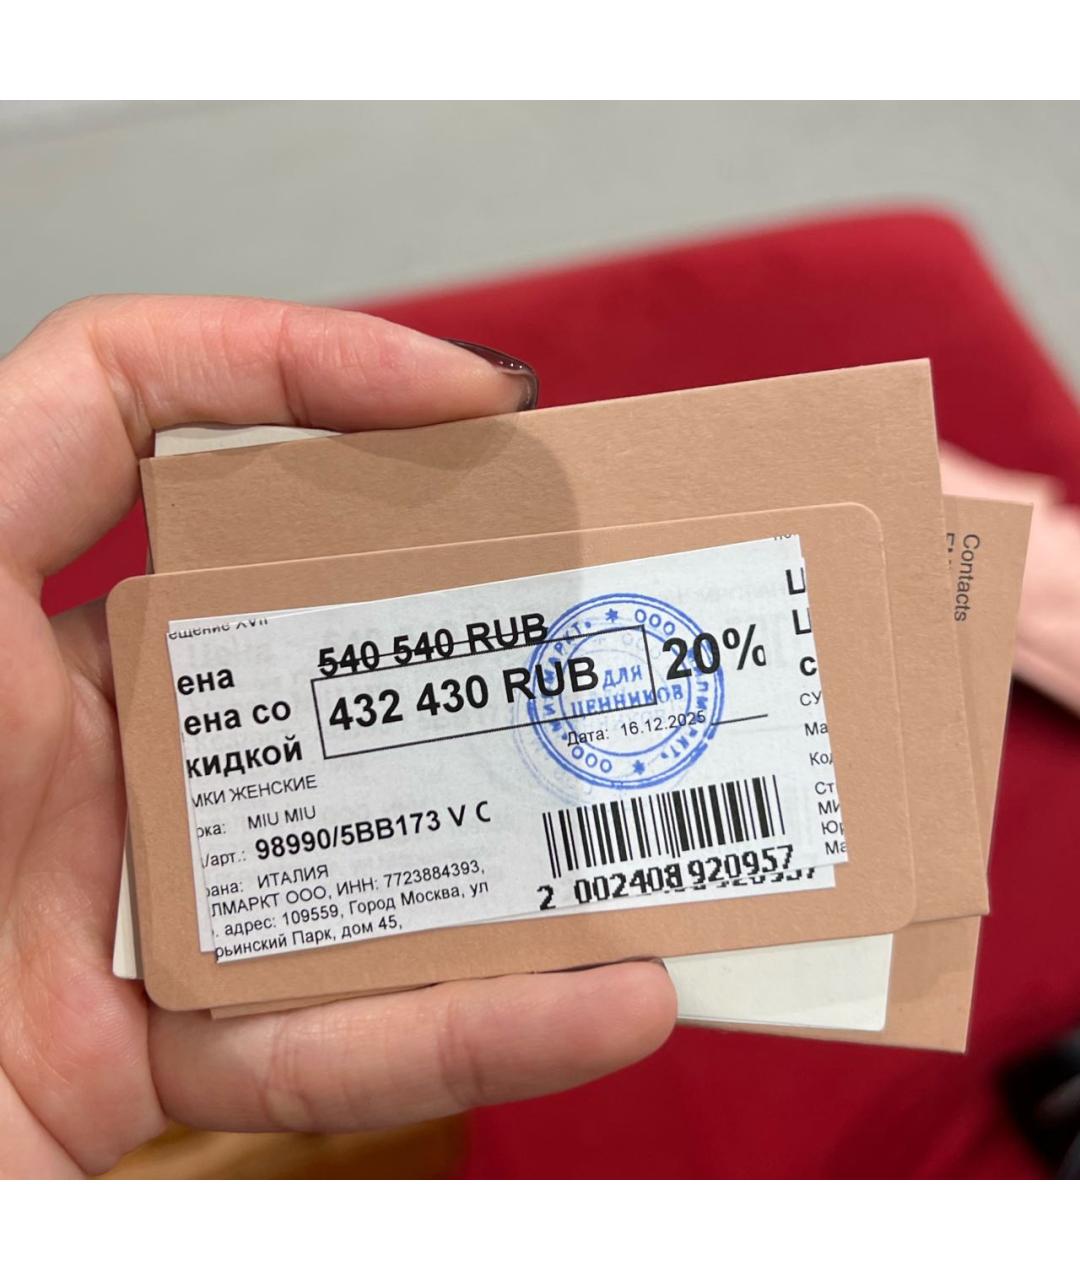 540 540 RUB
ена
432 430 RUB
20%
ена со
кидкой
Дата: 16.12.2025
МКИ ЖЕНСКИЕ
рка: MIU MIU
/арт.: 98990/5BB173 V
рана: ИТАЛИЯ
ЛМАРКТ ООО, ИНН: 7723884393,
. адрес: 109559, Город Москва, ул
рьинский Парк, дом 45,
2 002408 920957
ДЛЯ
ЦЕННИКОВ
Contacts